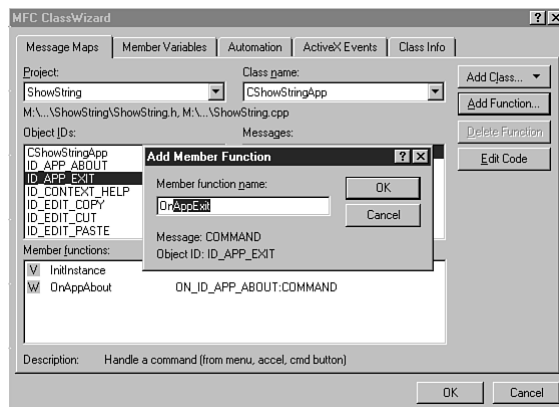 MFC ClassWizard
Message Maps Member Variables Automation ActiveX Events Class Info
Project: Class name:
ShowString CShowStringApp
Add Class...
M:\...\ShowString\ShowString.h, M:\...\ShowString.cpp
Add Function...
Object IDs: Messages:
Delete Function
CShowStringApp
ID_APP_ABOUT
ID_APP_EXIT
ID_CONTEXT_HELP
ID_EDIT_COPY
ID_EDIT_CUT
ID_EDIT_PASTE
Edit Code
Add Member Function
Member function name:
OnAppExit
OK
Cancel
Message: COMMAND
Object ID: ID_APP_EXIT
Member functions:
V InitInstance
W OnAppAbout ON_ID_APP_ABOUT:COMMAND
Description: Handle a command (from menu, accel, cmd button)
OK Cancel